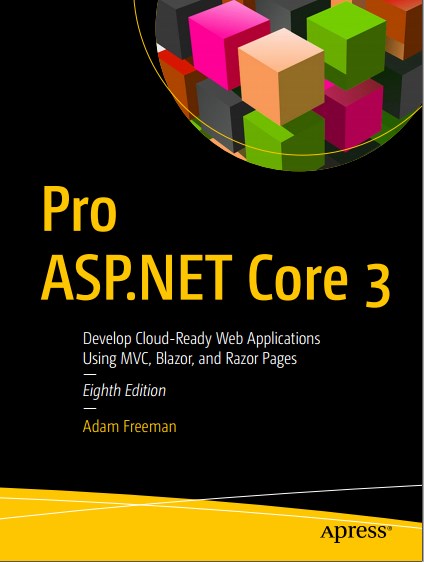 Pro
ASP.NET Core 3
Develop Cloud-Ready Web Applications
Using MVC, Blazor, and Razor Pages
—
Eighth Edition
—
Adam Freeman
Apress®